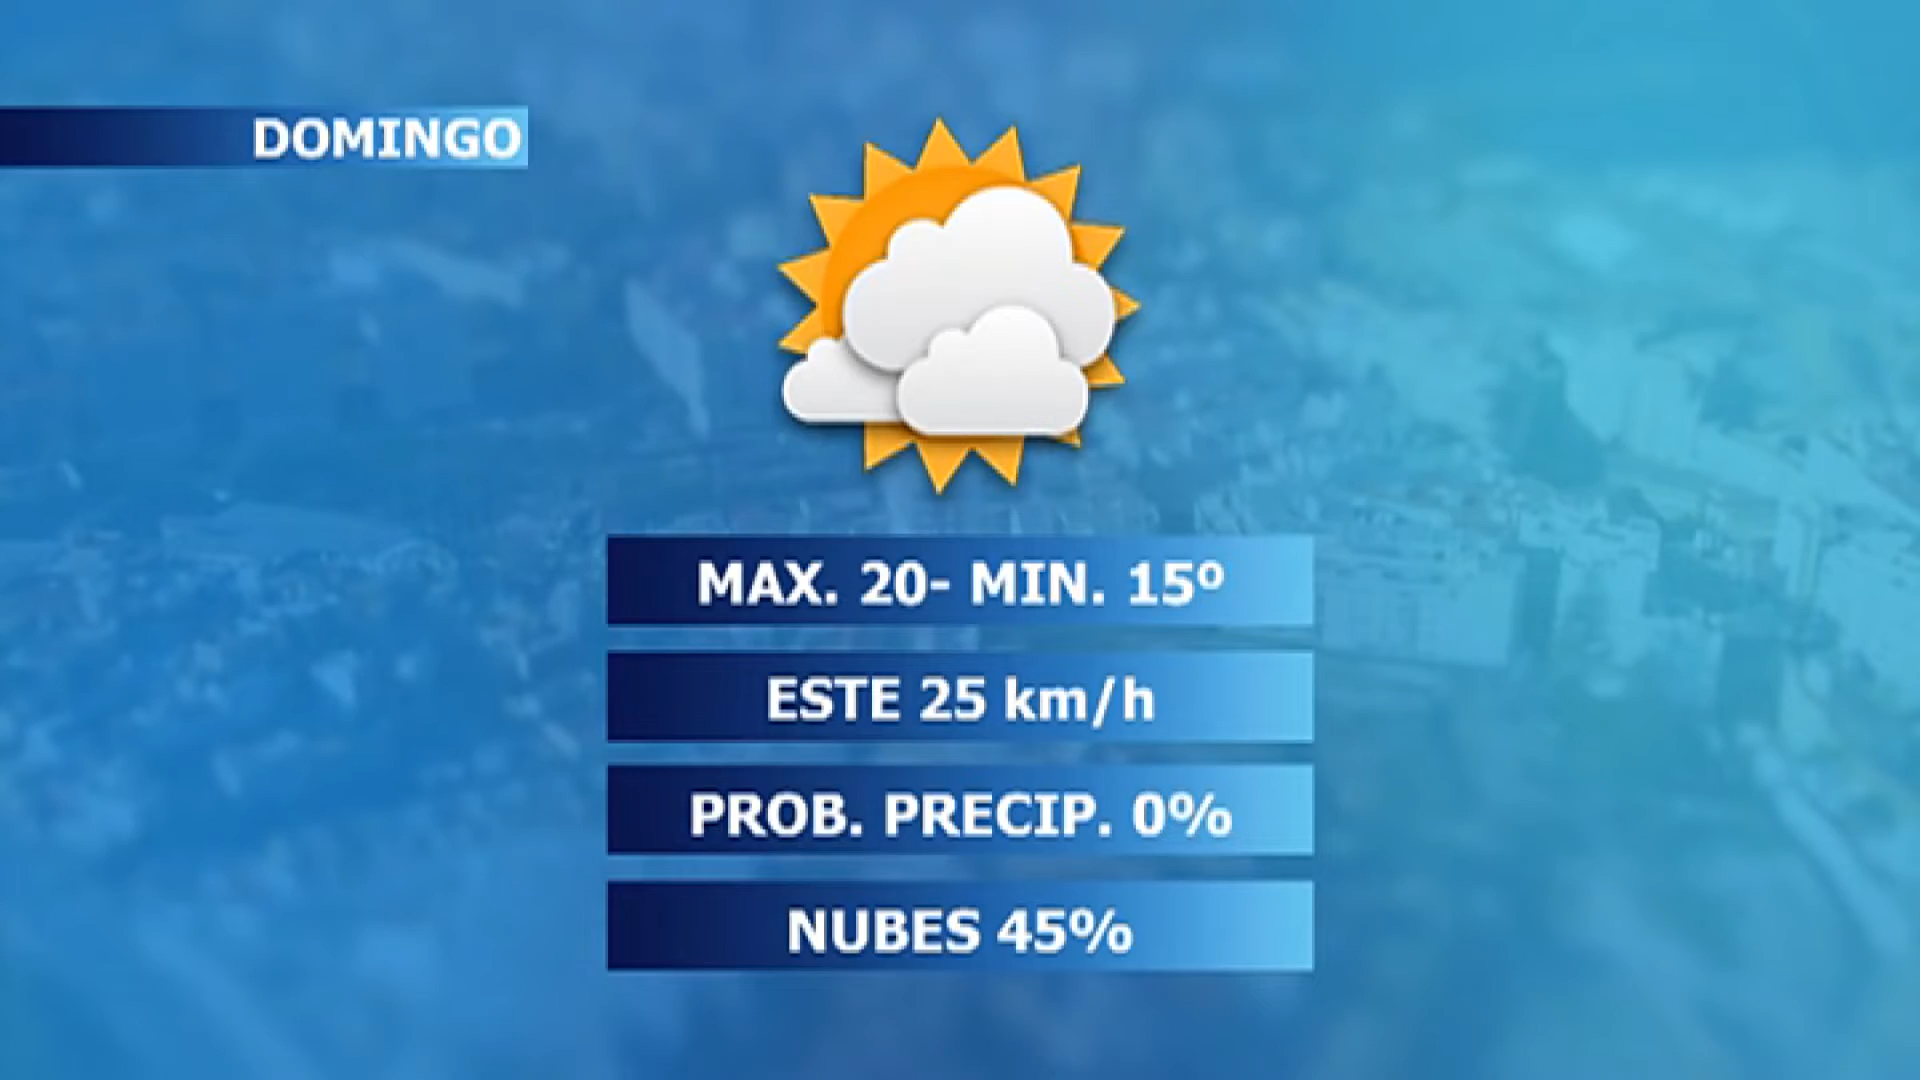 DOMINGO
MAX. 20- MIN. 15º
ESTE 25 km/h
PROB. PRECIP. 0%
NUBES 45%